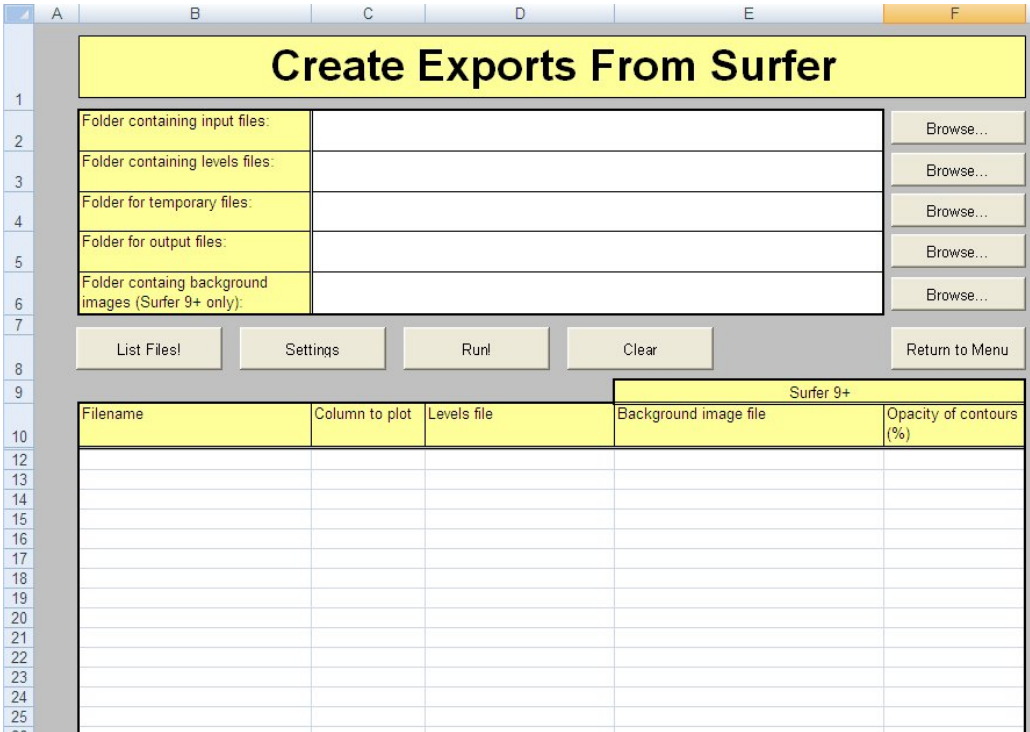 A B C D E F
1 Create Exports From Surfer
2 Folder containing input files: Browse...
3 Folder containing levels files: Browse...
4 Folder for temporary files: Browse...
5 Folder for output files: Browse...
Folder containg background
6 images (Surfer 9+ only): Browse...
7
8 List Files! Settings Run! Clear Return to Menu
9 Surfer 9+
Filename Column to plot Levels file Background image file Opacity of contours
10 (%)
12
13
14
15
16
17
18
19
20
21
22
23
24
25